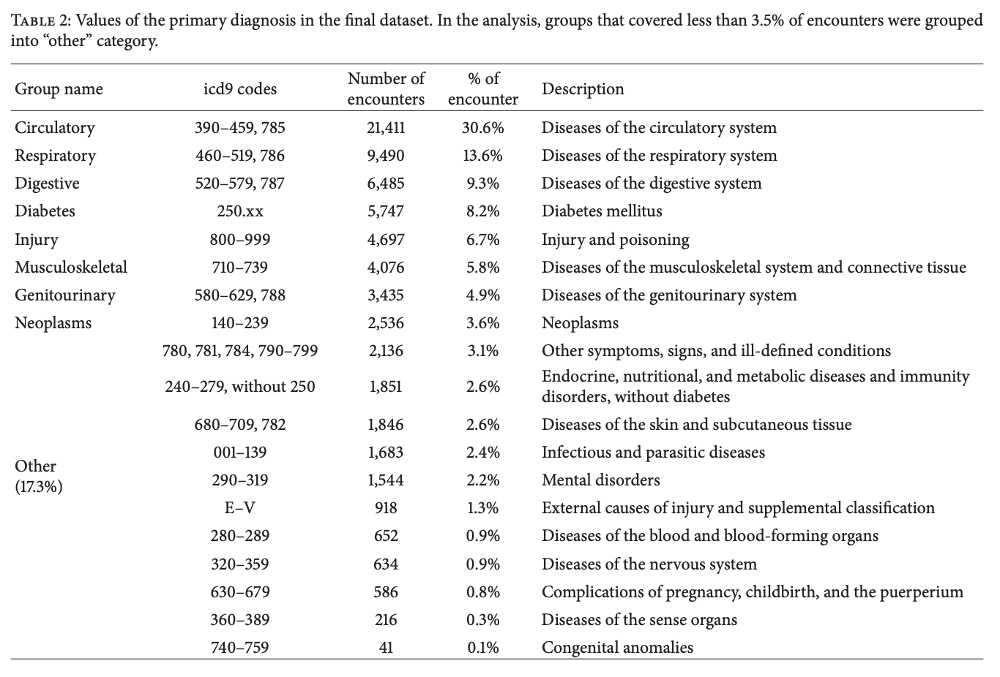 TABLE 2: Values of the primary diagnosis in the final dataset. In the analysis, groups that covered less than 3.5% of encounters were grouped
into “other” category.
Group name icd9 codes Number of encounters % of encounter Description
Circulatory 390–459, 785 21,411 30.6% Diseases of the circulatory system
Respiratory 460–519, 786 9,490 13.6% Diseases of the respiratory system
Digestive 520–579, 787 6,485 9.3% Diseases of the digestive system
Diabetes 250.xx 5,747 8.2% Diabetes mellitus
Injury 800–999 4,697 6.7% Injury and poisoning
Musculoskeletal 710–739 4,076 5.8% Diseases of the musculoskeletal system and connective tissue
Genitourinary 580–629, 788 3,435 4.9% Diseases of the genitourinary system
Neoplasms 140–239 2,536 3.6% Neoplasms
780, 781, 784, 790–799 2,136 3.1% Other symptoms, signs, and ill-defined conditions
240–279, without 250 1,851 2.6% Endocrine, nutritional, and metabolic diseases and immunity
disorders, without diabetes
680–709, 782 1,846 2.6% Diseases of the skin and subcutaneous tissue
001–139 1,683 2.4% Infectious and parasitic diseases
Other
(17.3%)
290–319 1,544 2.2% Mental disorders
E–V 918 1.3% External causes of injury and supplemental classification
280–289 652 0.9% Diseases of the blood and blood-forming organs
320–359 634 0.9% Diseases of the nervous system
630–679 586 0.8% Complications of pregnancy, childbirth, and the puerperium
360–389 216 0.3% Diseases of the sense organs
740–759 41 0.1% Congenital anomalies